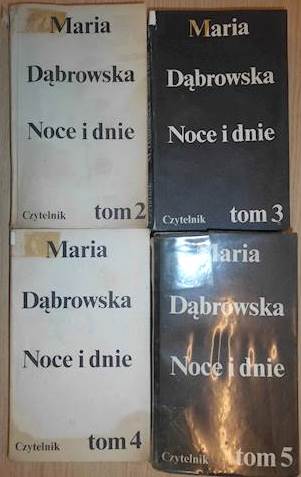 Maria
Dąbrowska
Noce i dnie
Czytelnik tom 2
Maria
Dąbrowska
Noce i dnie
Czytelnik tom 3
Maria
Dąbrowska
Noce i dnie
Czytelnik tom 4
Maria
Dąbrowska
Noce i dnie
Czytelnik tom 5